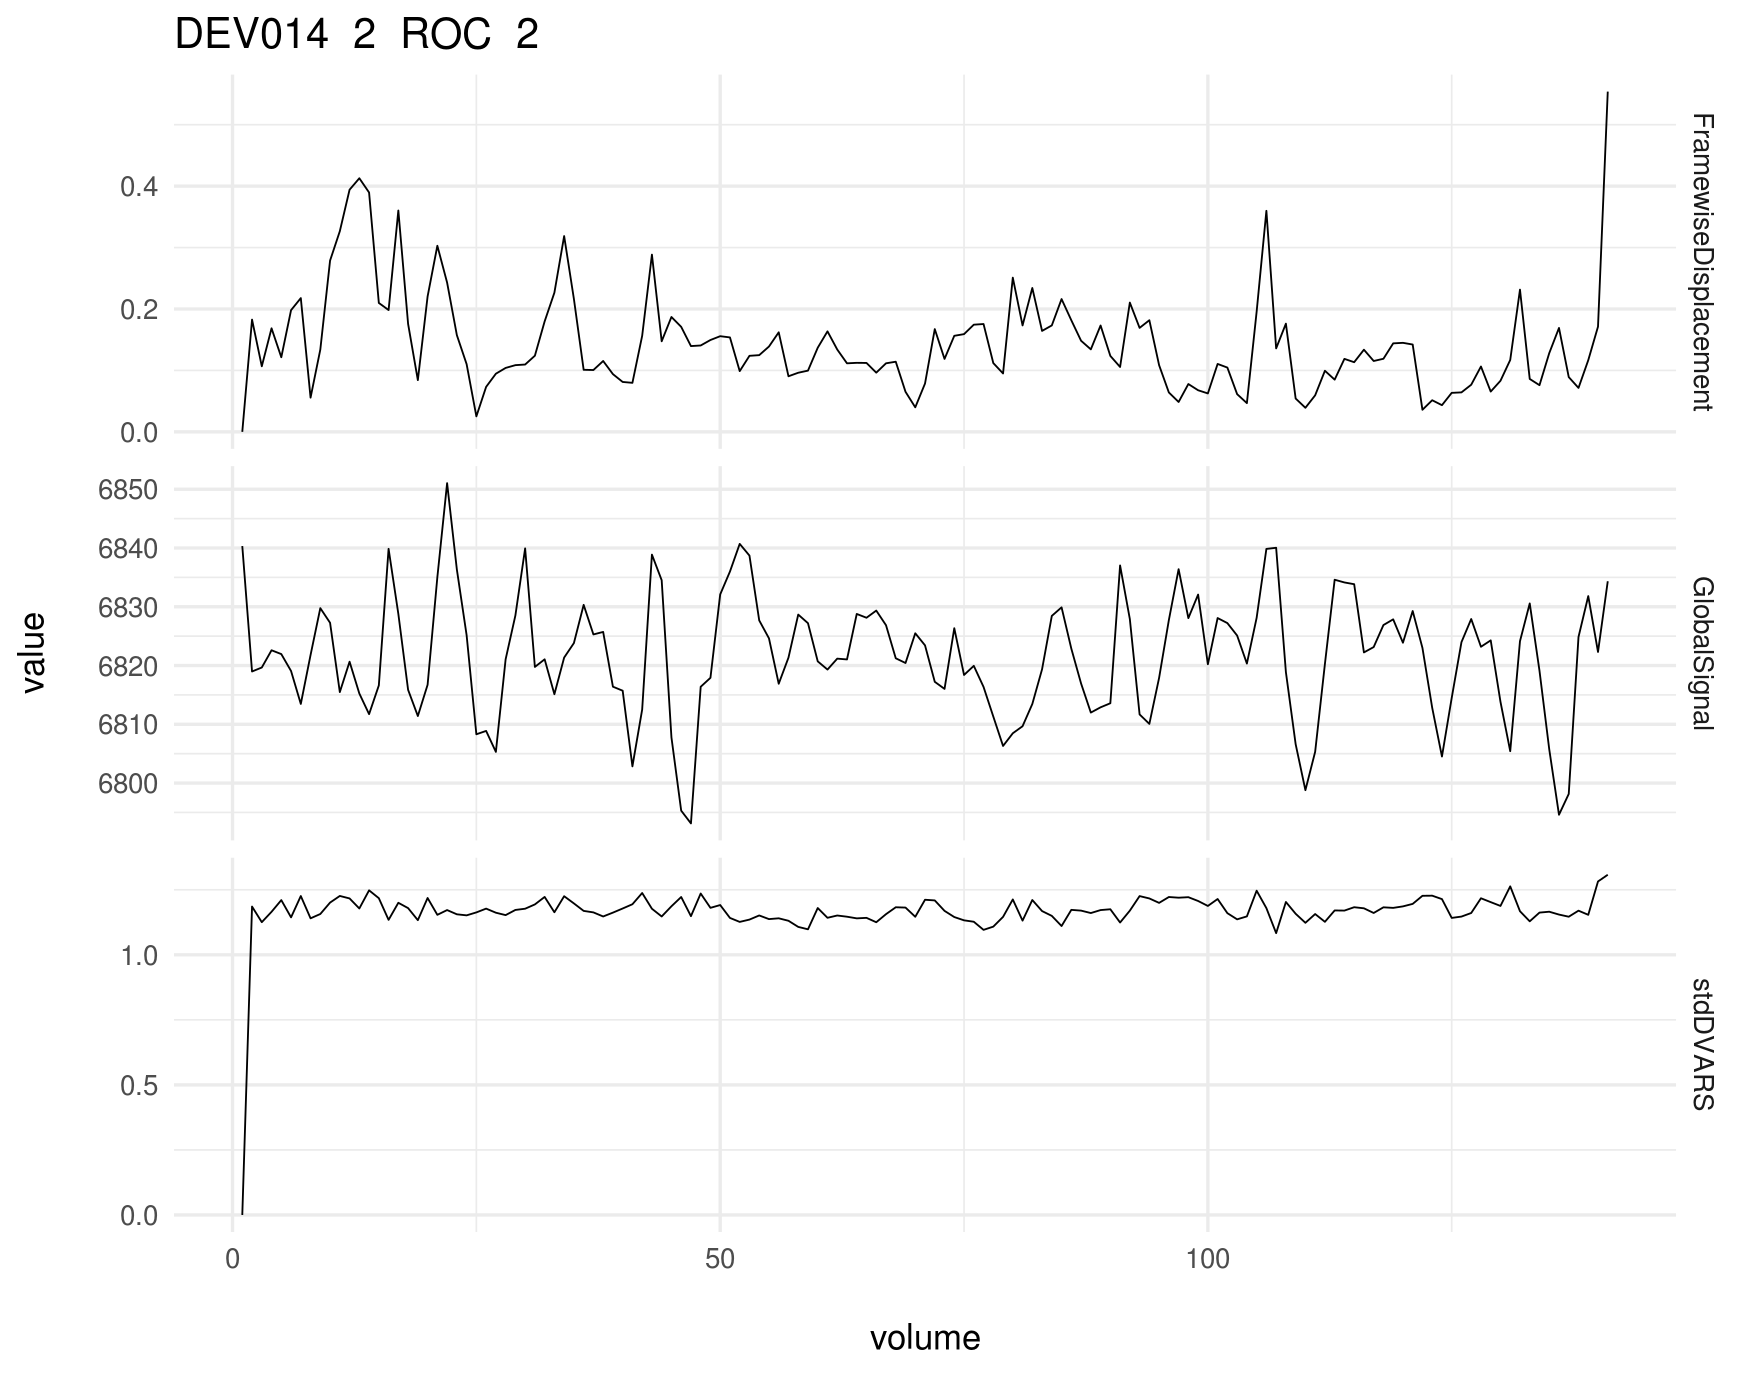 DEV014  2  ROC  2
0.4
0.2
0.0
FramewiseDisplacement
6850
6840
6830
6820
6810
6800
GlobalSignal
value
1.0
0.5
0.0
stdDVARS
0 50 100
volume